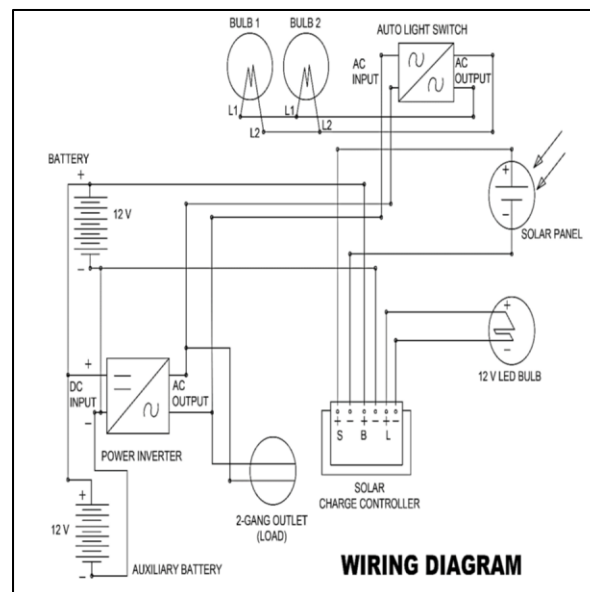 BULB 1
BULB 2
AUTO LIGHT SWITCH
AC
INPUT
AC
OUTPUT
L1
L2
L1
L2
BATTERY
+
12 V
-
+
-
SOLAR PANEL
+
-
12 V LED BULB
+
DC
INPUT
-
AC
OUTPUT
POWER INVERTER
+ - + - + -
S B L
SOLAR
CHARGE CONTROLLER
2-GANG OUTLET
(LOAD)
+
12 V
-
AUXILIARY BATTERY
WIRING DIAGRAM